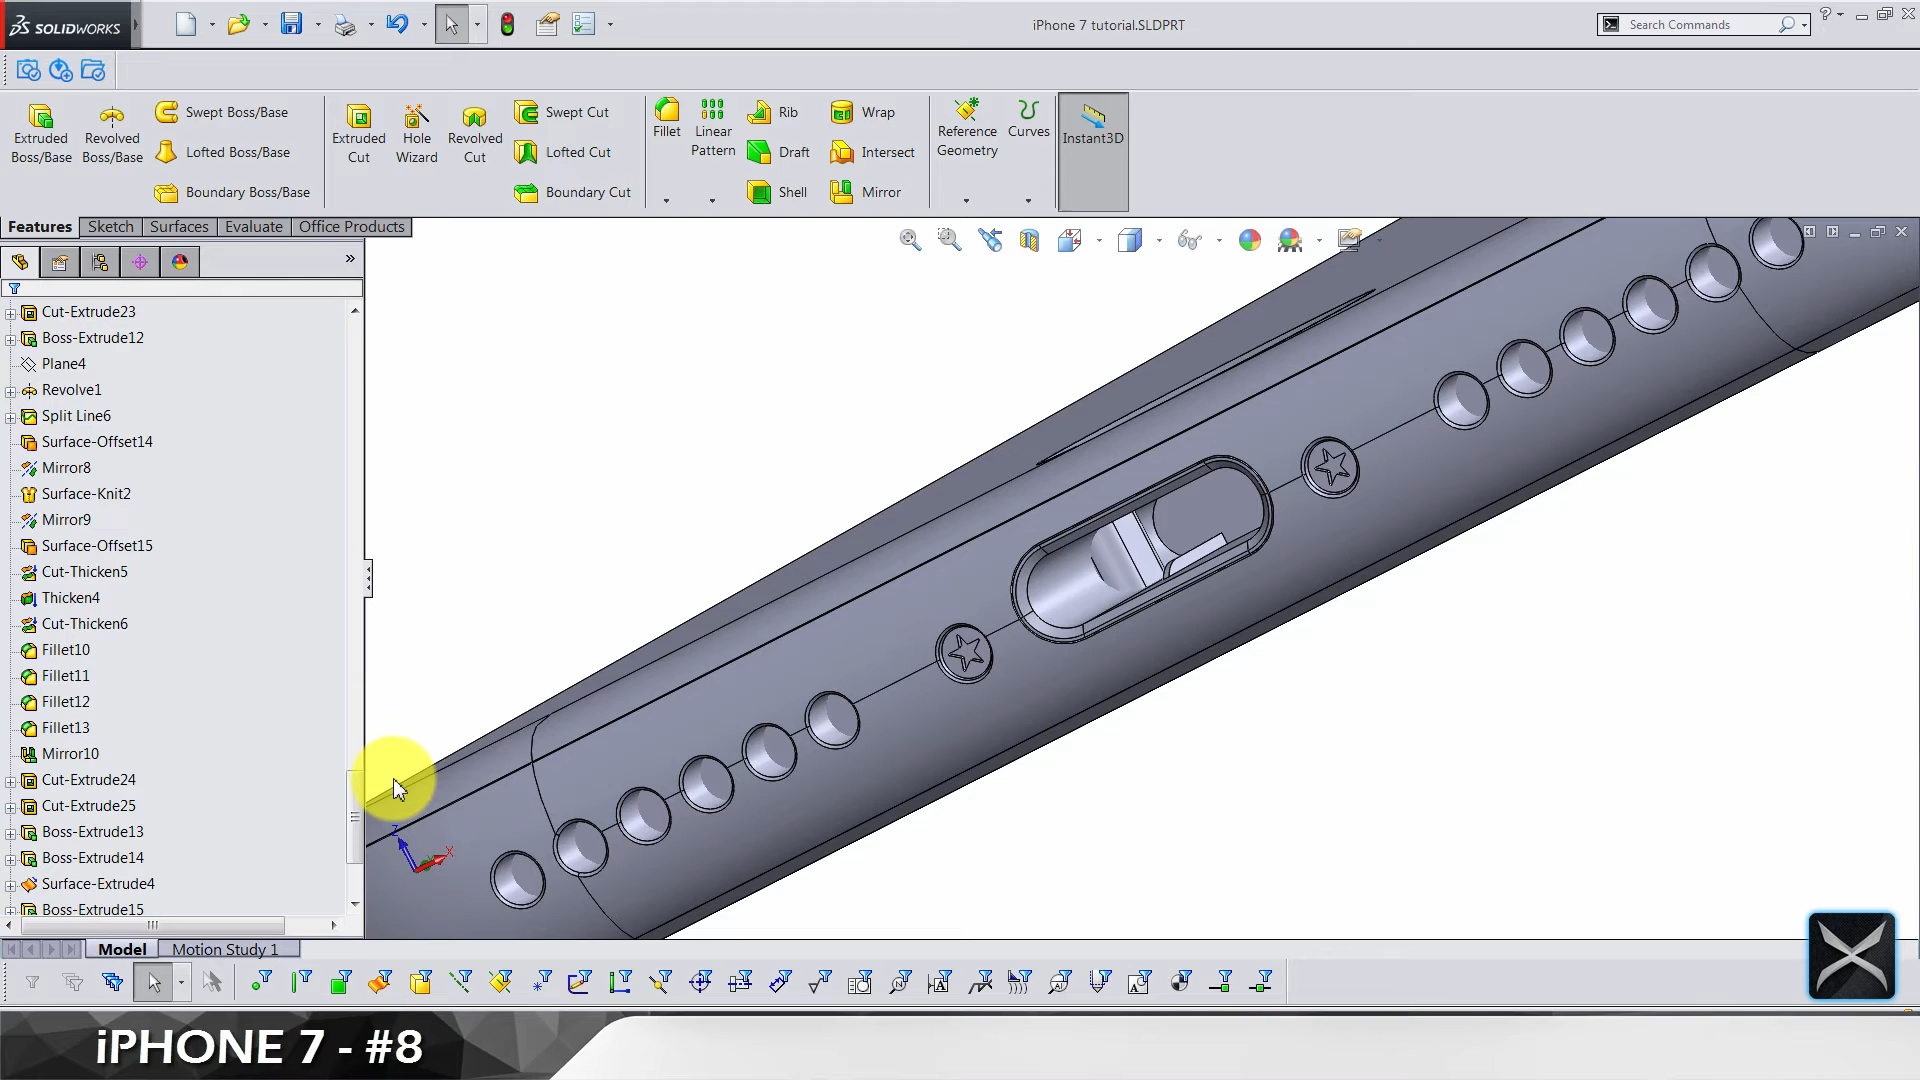 SOLIDWORKS
iPhone 7 tutorial.SLDPRT
Search Commands
Extruded Boss/Base
Revolved Boss/Base
Swept Boss/Base
Lofted Boss/Base
Boundary Boss/Base
Extruded Cut
Hole Wizard
Revolved Cut
Swept Cut
Lofted Cut
Boundary Cut
Fillet
Linear Pattern
Rib
Draft
Shell
Wrap
Intersect
Mirror
Reference Geometry
Curves
Instant3D
Features Sketch Surfaces Evaluate Office Products
Cut-Extrude23
Boss-Extrude12
Plane4
Revolve1
Split Line6
Surface-Offset14
Mirror8
Surface-Knit2
Mirror9
Surface-Offset15
Cut-Thicken5
Thicken4
Cut-Thicken6
Fillet10
Fillet11
Fillet12
Fillet13
Mirror10
Cut-Extrude24
Cut-Extrude25
Boss-Extrude13
Boss-Extrude14
Surface-Extrude4
Boss-Extrude15
Z
X
Model Motion Study 1
iPHONE 7 - #8